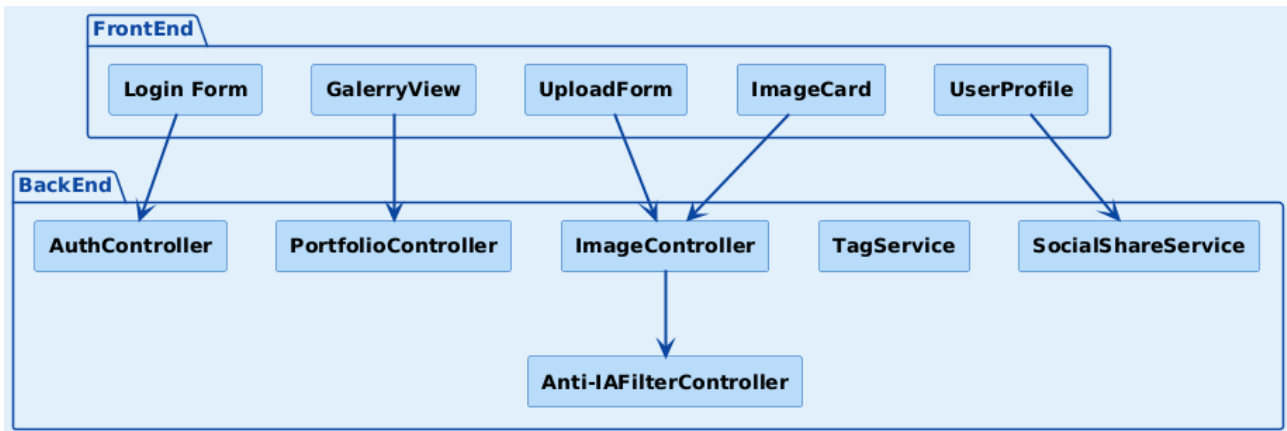 FrontEnd
Login Form
GalerryView
UploadForm
ImageCard
UserProfile
BackEnd
AuthController
PortfolioController
ImageController
TagService
SocialShareService
Anti-IAFilterController